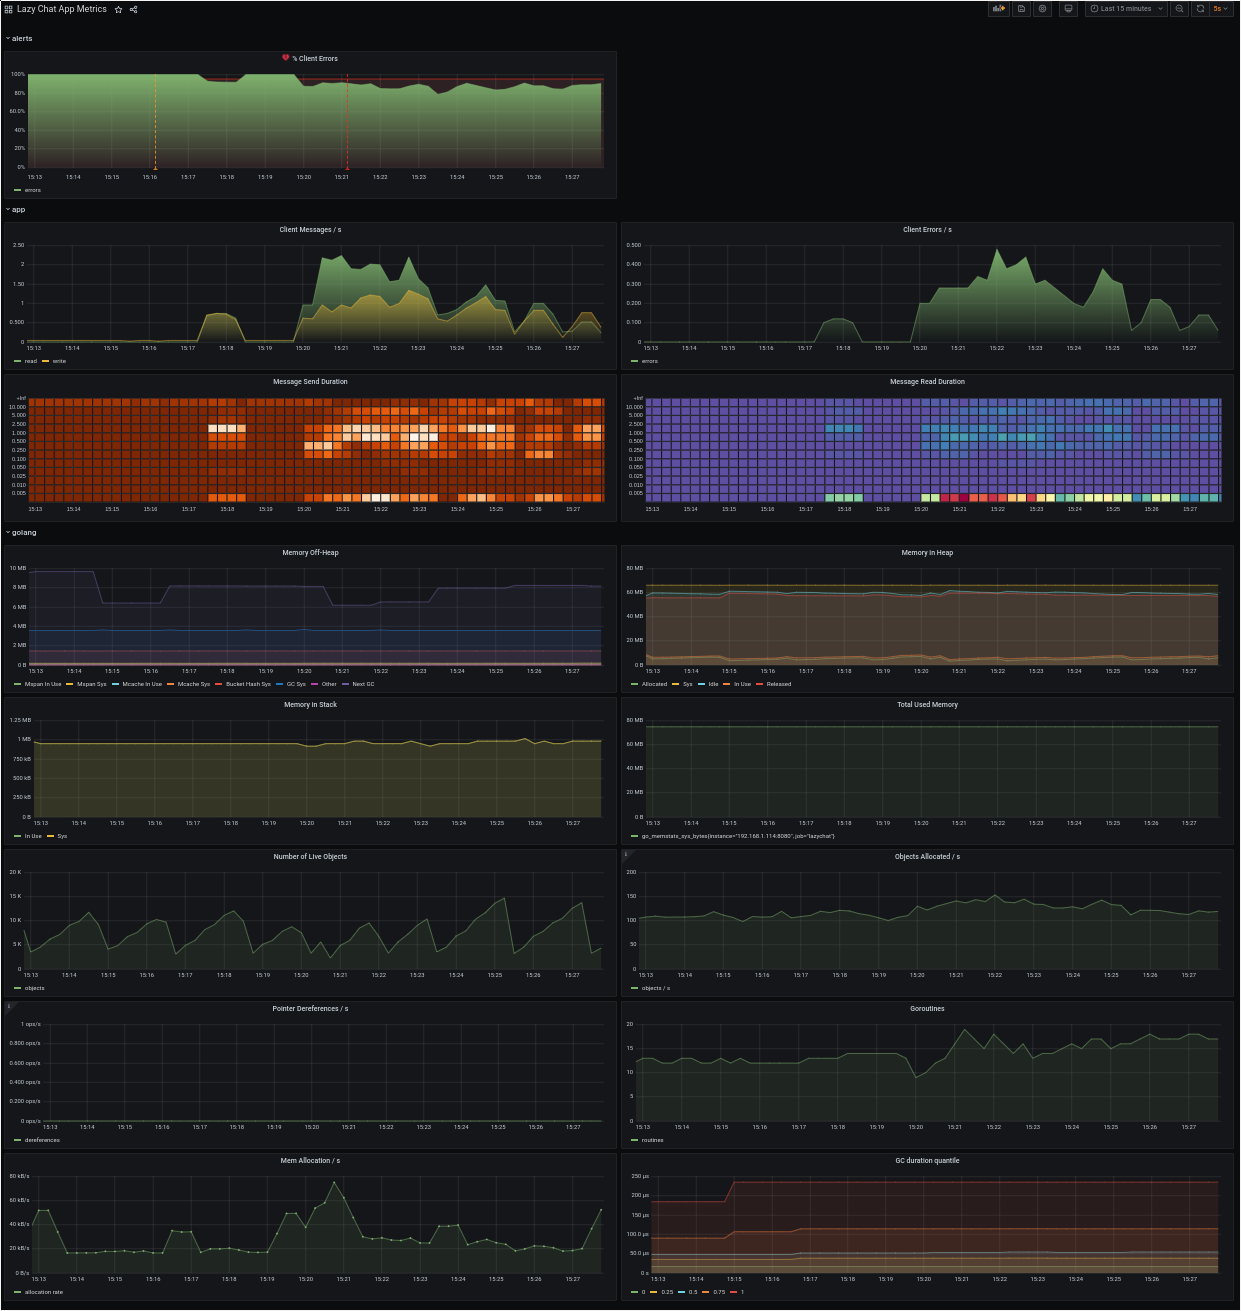 Lazy Chat App Metrics
Last 15 minutes
5s
alerts
% Client Errors
100%
80%
60.0%
40%
20%
0%
15:13 15:14 15:15 15:16 15:17 15:18 15:19 15:20 15:21 15:22 15:23 15:24 15:25 15:26 15:27
errors
app
Client Messages / s
2.50
2
1.50
1
0.500
0
15:13 15:14 15:15 15:16 15:17 15:18 15:19 15:20 15:21 15:22 15:23 15:24 15:25 15:26 15:27
read write
Client Errors / s
0.500
0.400
0.300
0.200
0.100
0
15:13 15:14 15:15 15:16 15:17 15:18 15:19 15:20 15:21 15:22 15:23 15:24 15:25 15:26 15:27
errors
Message Send Duration
+Inf
10.000
5.000
2.500
1.000
0.500
0.250
0.100
0.050
0.025
0.010
0.005
15:13 15:14 15:15 15:16 15:17 15:18 15:19 15:20 15:21 15:22 15:23 15:24 15:25 15:26 15:27
Message Read Duration
+Inf
10.000
5.000
2.500
1.000
0.500
0.250
0.100
0.050
0.025
0.010
0.005
15:13 15:14 15:15 15:16 15:17 15:18 15:19 15:20 15:21 15:22 15:23 15:24 15:25 15:26 15:27
golang
Memory Off-Heap
10 MB
8 MB
6 MB
4 MB
2 MB
0 B
15:13 15:14 15:15 15:16 15:17 15:18 15:19 15:20 15:21 15:22 15:23 15:24 15:25 15:26 15:27
Mspan In Use Mspan Sys Mcache In Use Mcache Sys Bucket Hash Sys GC Sys Other Next GC
Memory In Heap
80 MB
60 MB
40 MB
20 MB
0 B
15:13 15:14 15:15 15:16 15:17 15:18 15:19 15:20 15:21 15:22 15:23 15:24 15:25 15:26 15:27
Allocated Sys Idle In Use Released
Memory in Stack
1.25 MB
1 MB
750 kB
500 kB
250 kB
0 B
15:13 15:14 15:15 15:16 15:17 15:18 15:19 15:20 15:21 15:22 15:23 15:24 15:25 15:26 15:27
In Use Sys
Total Used Memory
80 MB
60 MB
40 MB
20 MB
0 B
15:13 15:14 15:15 15:16 15:17 15:18 15:19 15:20 15:21 15:22 15:23 15:24 15:25 15:26 15:27
go_memstats_sys_bytes{instance="192.168.1.114:8080", job="lazychat"}
Number of Live Objects
20 K
15 K
10 K
5 K
0
15:13 15:14 15:15 15:16 15:17 15:18 15:19 15:20 15:21 15:22 15:23 15:24 15:25 15:26 15:27
objects
Objects Allocated / s
200
150
100
50
0
15:13 15:14 15:15 15:16 15:17 15:18 15:19 15:20 15:21 15:22 15:23 15:24 15:25 15:26 15:27
objects / s
Pointer Dereferences / s
1 ops/s
0.800 ops/s
0.600 ops/s
0.400 ops/s
0.200 ops/s
0 ops/s
15:13 15:14 15:15 15:16 15:17 15:18 15:19 15:20 15:21 15:22 15:23 15:24 15:25 15:26 15:27
dereferences
Goroutines
20
15
10
5
0
15:13 15:14 15:15 15:16 15:17 15:18 15:19 15:20 15:21 15:22 15:23 15:24 15:25 15:26 15:27
routines
Mem Allocation / s
80 kB/s
60 kB/s
40 kB/s
20 kB/s
0 B/s
15:13 15:14 15:15 15:16 15:17 15:18 15:19 15:20 15:21 15:22 15:23 15:24 15:25 15:26 15:27
allocation rate
GC duration quantile
250 µs
200 µs
150 µs
100.0 µs
50.0 µs
0 s
15:13 15:14 15:15 15:16 15:17 15:18 15:19 15:20 15:21 15:22 15:23 15:24 15:25 15:26 15:27
0 0.25 0.5 0.75 1